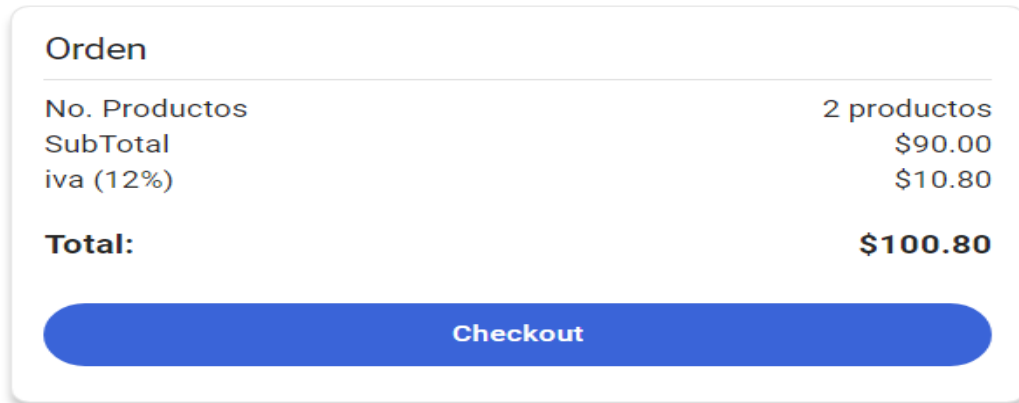 Orden
No. Productos 2 productos
SubTotal $90.00
iva (12%) $10.80
Total: $100.80
Checkout